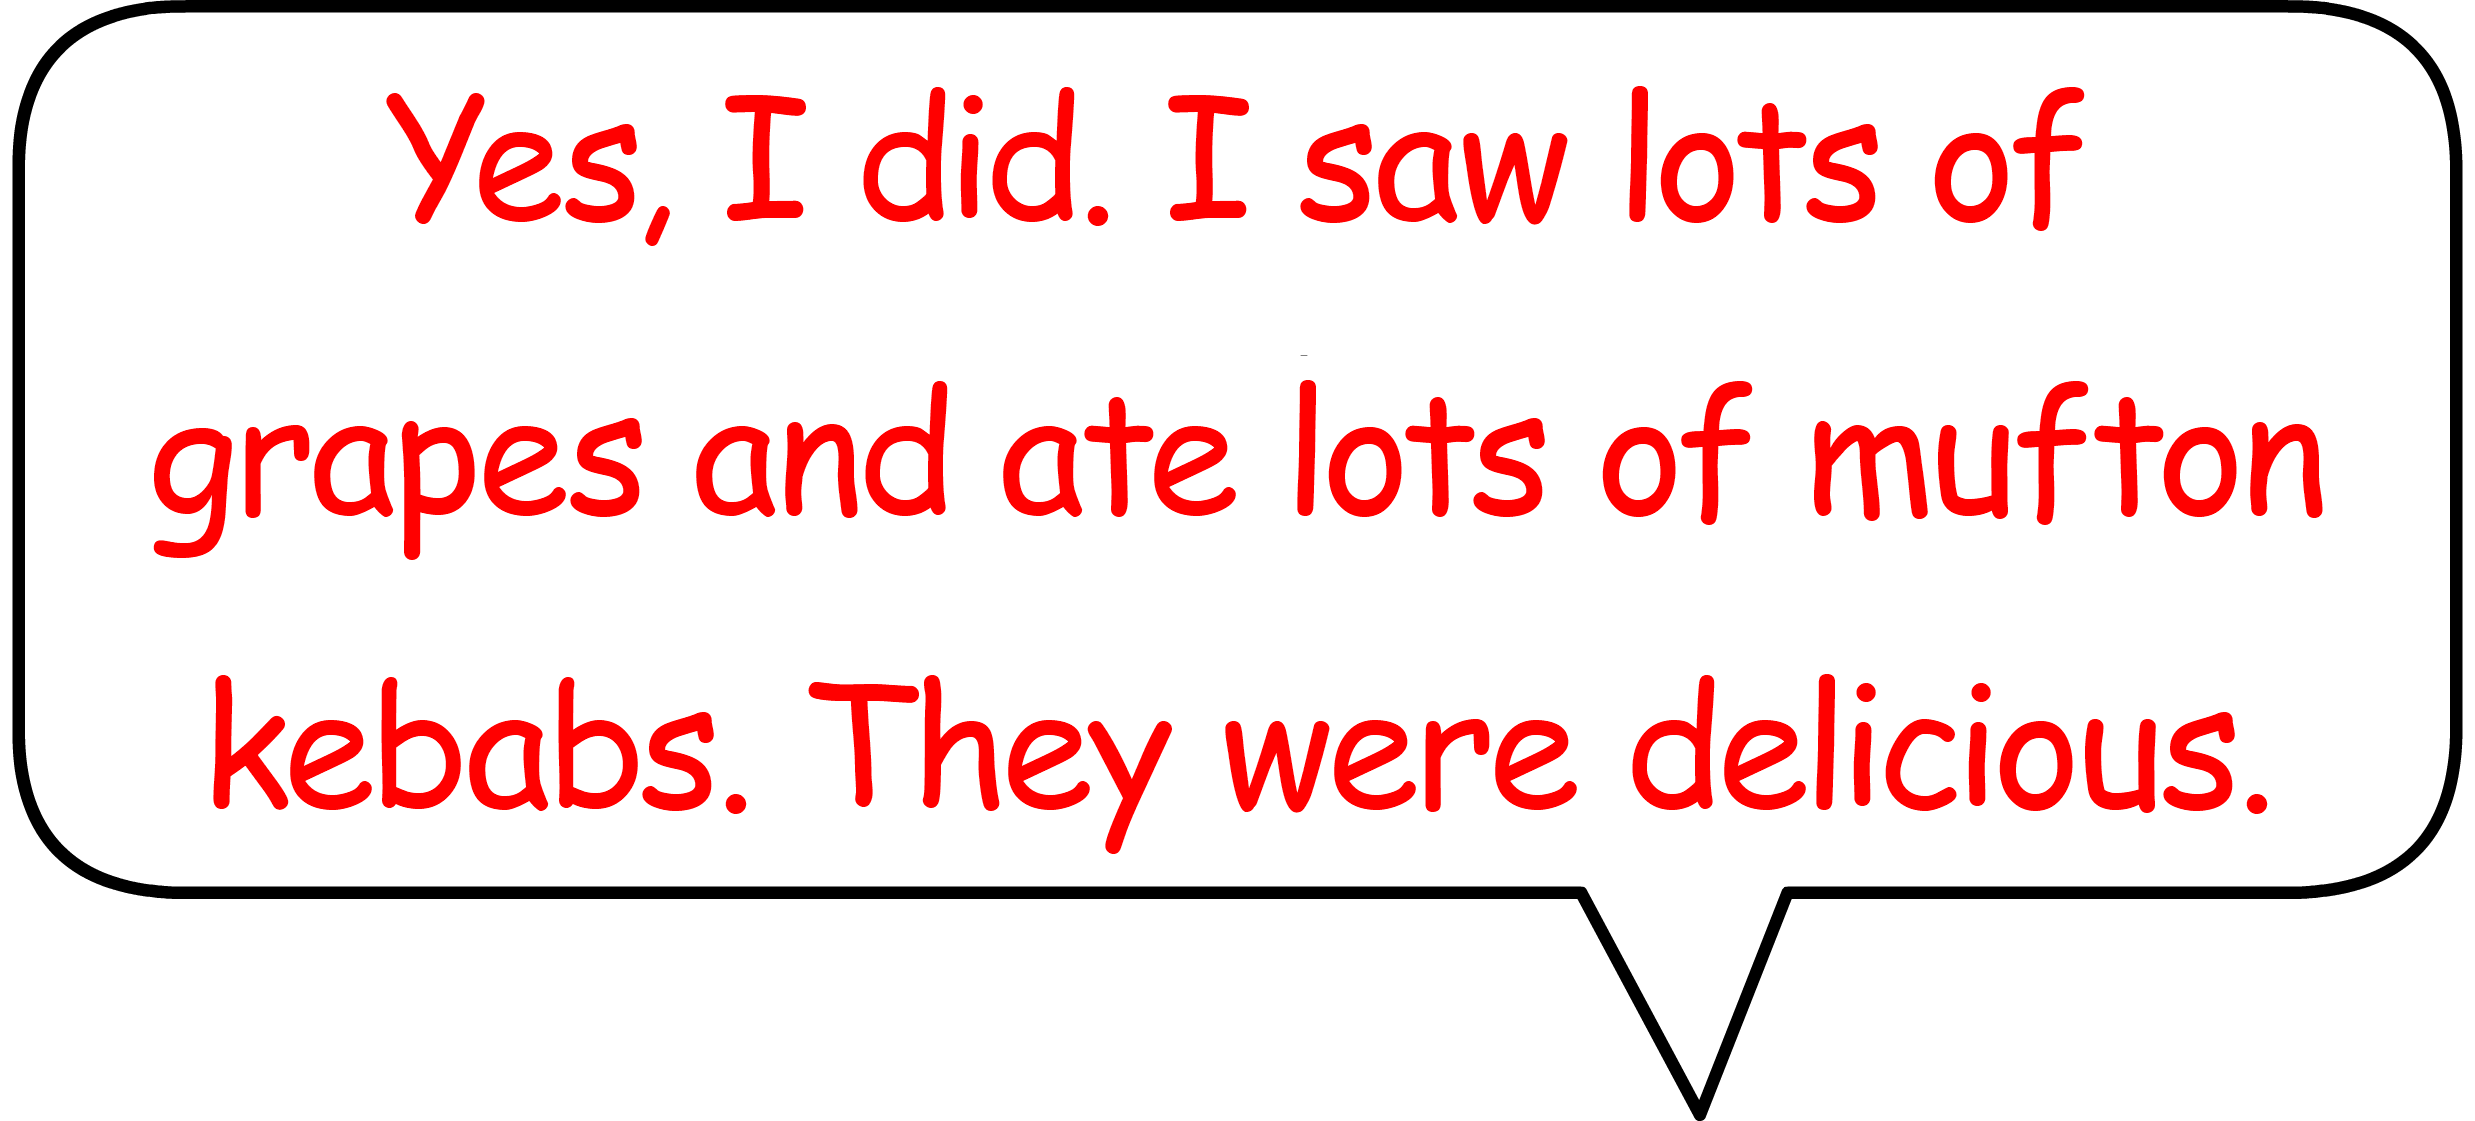 Yes, I did. I saw lots of
grapes and ate lots of mufton
kebabs. They were delicious.